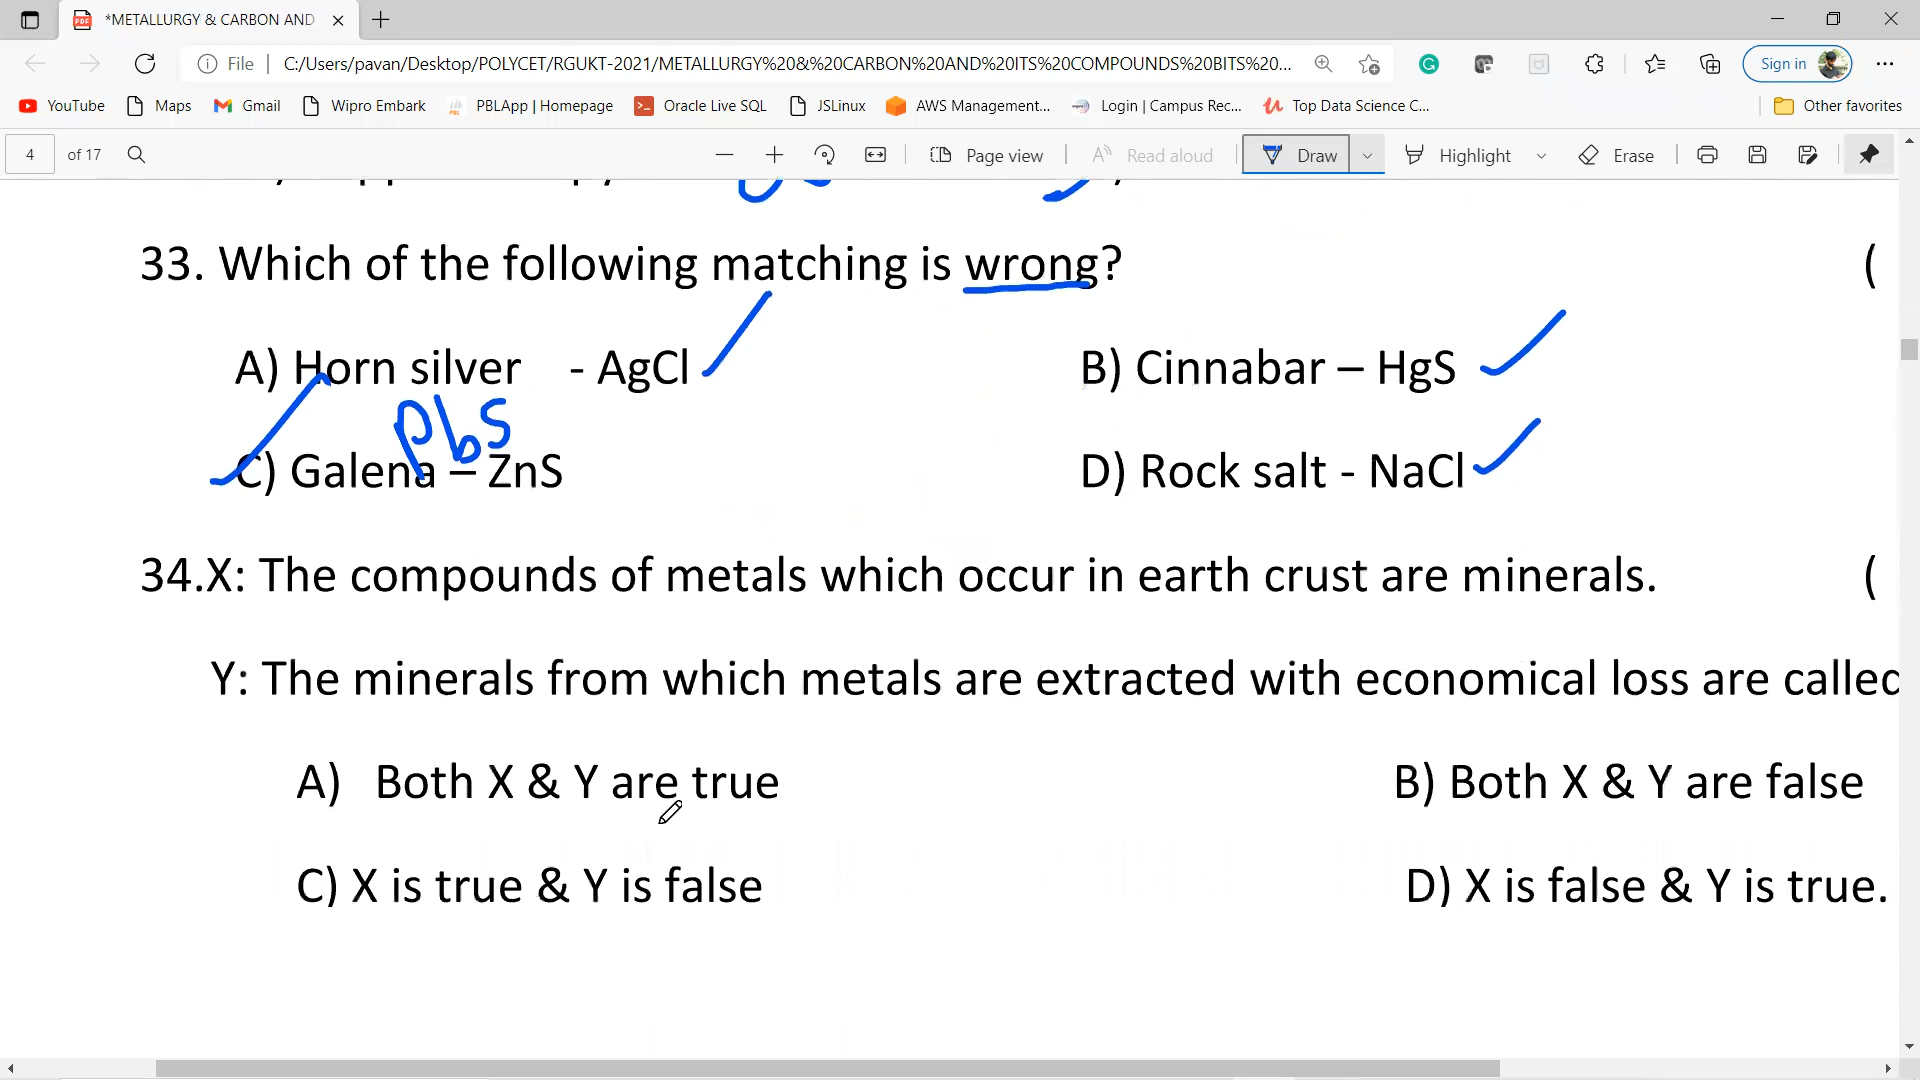 *METALLURGY & CARBON AND
File C:/Users/pavan/Desktop/POLYCET/RGUKT-2021/METALLURGY%20&%20CARBON%20AND%20ITS%20COMPOUNDS%20BITS%20... Sign in
YouTube Maps Gmail Wipro Embark PBLApp | Homepage Oracle Live SQL JSLinux AWS Management... Login | Campus Rec... Top Data Science C... Other favorites
4 of 17 Page view Read aloud Draw Highlight Erase
33. Which of the following matching is wrong? (
A) Horn silver - AgCl B) Cinnabar – HgS
PbS
C) Galena – ZnS D) Rock salt - NaCl
34.X: The compounds of metals which occur in earth crust are minerals. (
Y: The minerals from which metals are extracted with economical loss are called
A) Both X & Y are true B) Both X & Y are false
C) X is true & Y is false D) X is false & Y is true.